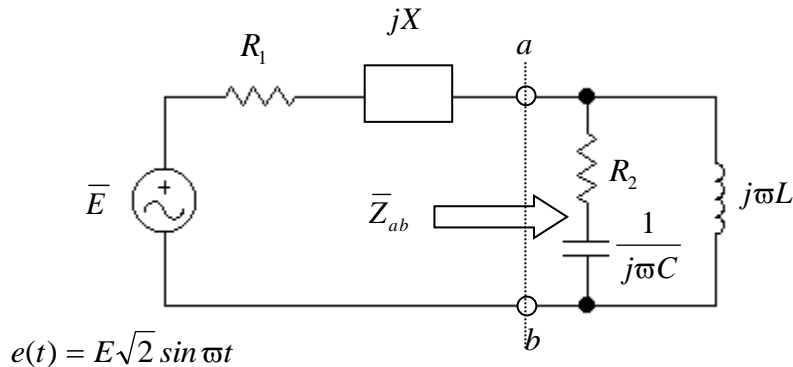 jX
R₁
a
R₂
E̅
Z̅ₐb
1
jϖL
jϖC
b
e(t) = E√2 sin ϖt